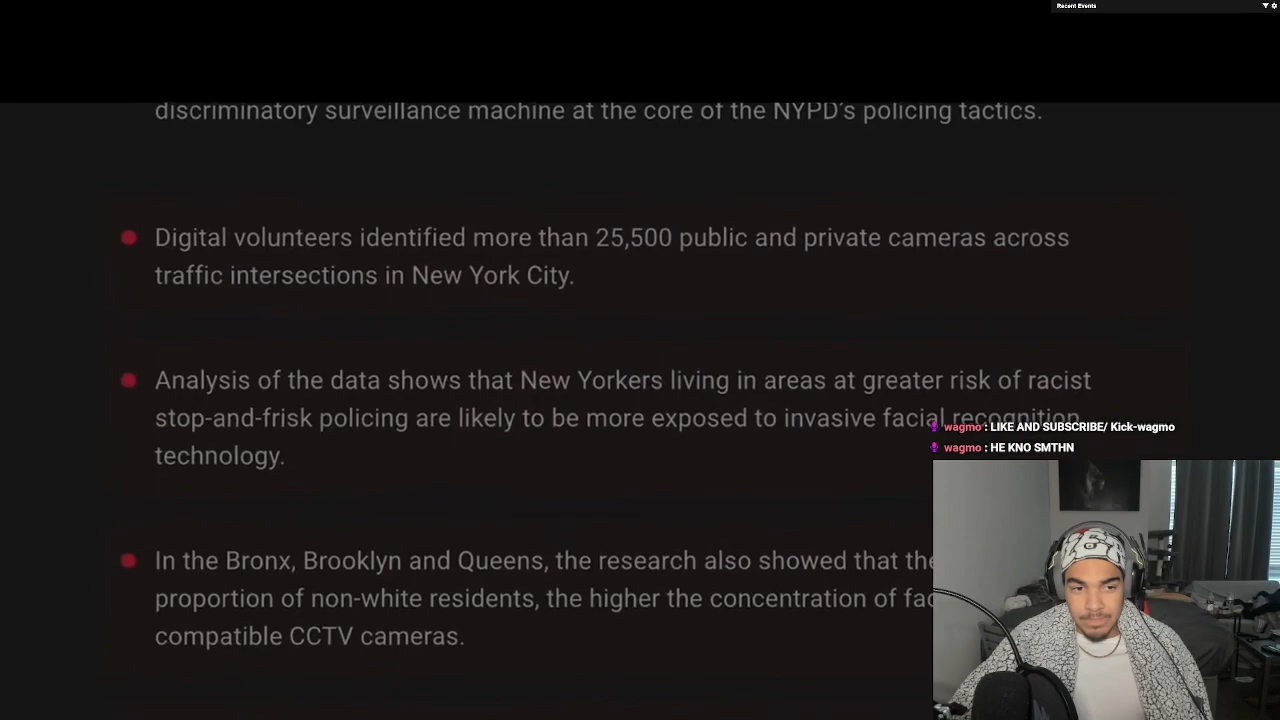 Recent Events
discriminatory surveillance machine at the core of the NYPD's policing tactics.
Digital volunteers identified more than 25,500 public and private cameras across
traffic intersections in New York City.
Analysis of the data shows that New Yorkers living in areas at greater risk of racist
stop-and-frisk policing are likely to be more exposed to invasive facial recognition
technology.
wagmo : LIKE AND SUBSCRIBE/ Kick-wagmo
wagmo : HE KNO SMTHN
In the Bronx, Brooklyn and Queens, the research also showed that the
proportion of non-white residents, the higher the concentration of
compatible CCTV cameras.